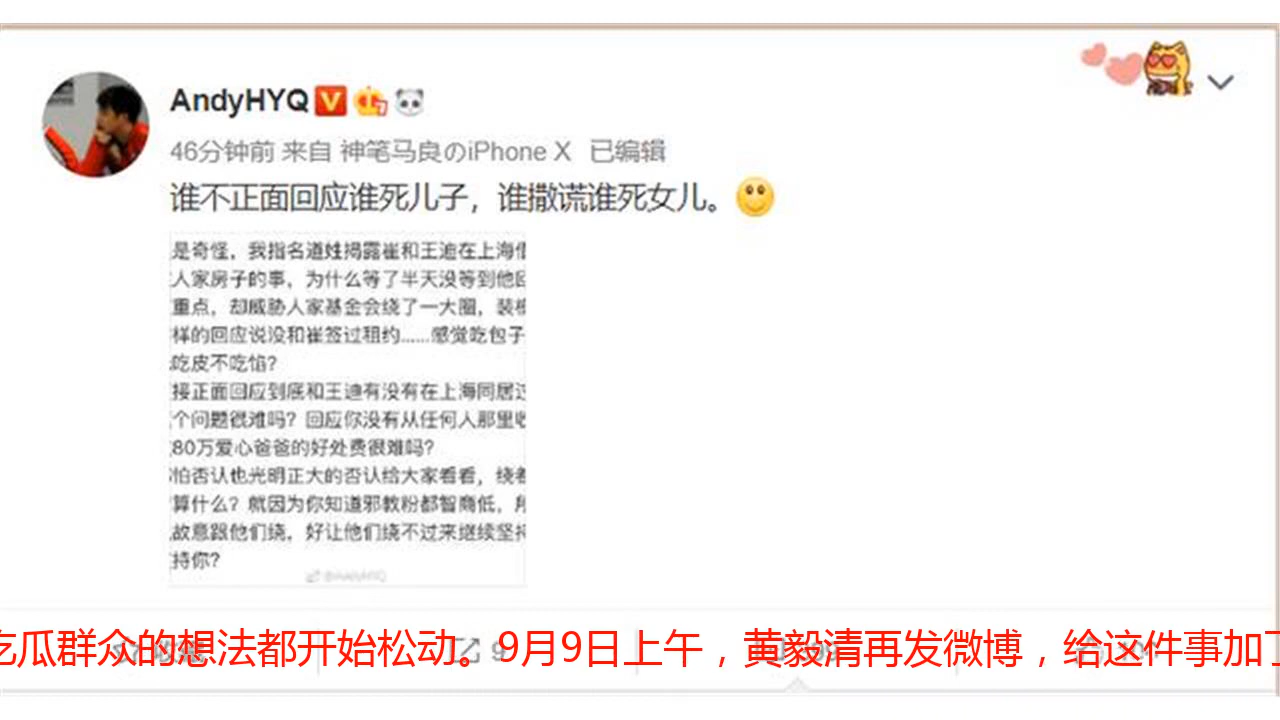 AndyHYQ
46分钟前 来自 神笔马良のiPhone X 已编辑
谁不正面回应谁死儿子，谁撒谎谁死女儿。
是奇怪，我指名道姓揭露崔和王迪在上海借
人家房子的事，为什么等了半天没等到他回
重点，却威胁人家基金会绕了一大圈，装模
样的回应说没和崔签过租约......感觉吃包子
吃皮不吃馅？
接正面回应到底和王迪有没有在上海同居过
个问题很难吗？回应你没有从任何人那里收
80万爱心爸爸的好处费很难吗？
怕否认也光明正大的否认给大家看看，绕着
算什么？就因为你知道邪教粉都智商低，所
故意跟他们绕，好让他们绕不过来继续坚持
持你？
@AndyHYQ
吃瓜群众的想法都开始松动。9月9日上午，黄毅清再发微博，给这件事加了